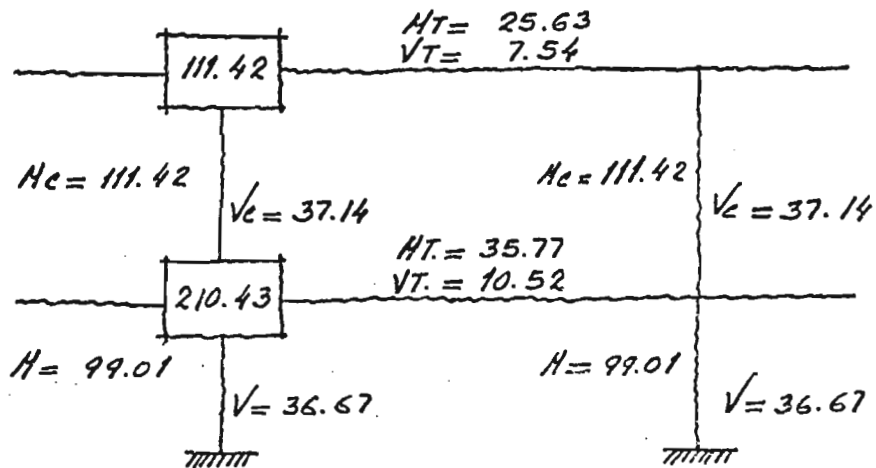 MT= 25.63
VT= 7.54
111.42
Mc= 111.42
Mc= 111.42
Vc= 37.14
Vc= 37.14
MT.= 35.77
VT.= 10.52
210.43
M= 99.01
M= 99.01
V= 36.67
V= 36.67